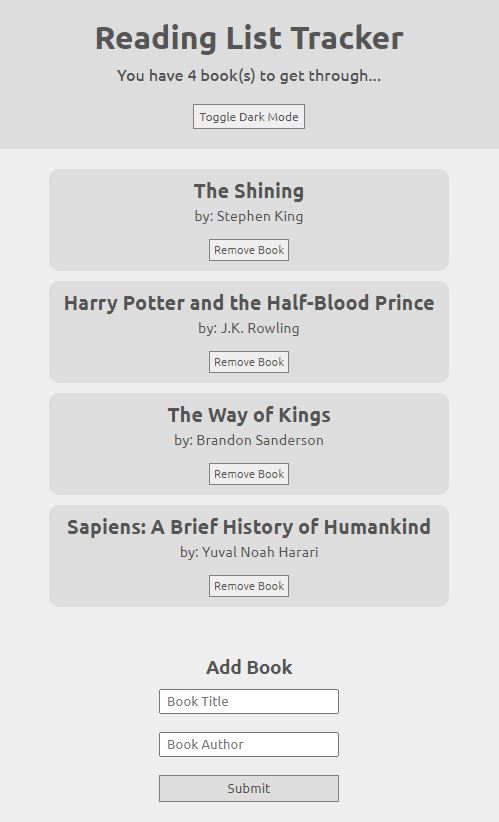 Reading List Tracker
You have 4 book(s) to get through...
Toggle Dark Mode
The Shining
by: Stephen King
Remove Book
Harry Potter and the Half-Blood Prince
by: J.K. Rowling
Remove Book
The Way of Kings
by: Brandon Sanderson
Remove Book
Sapiens: A Brief History of Humankind
by: Yuval Noah Harari
Remove Book
Add Book
Book Title
Book Author
Submit